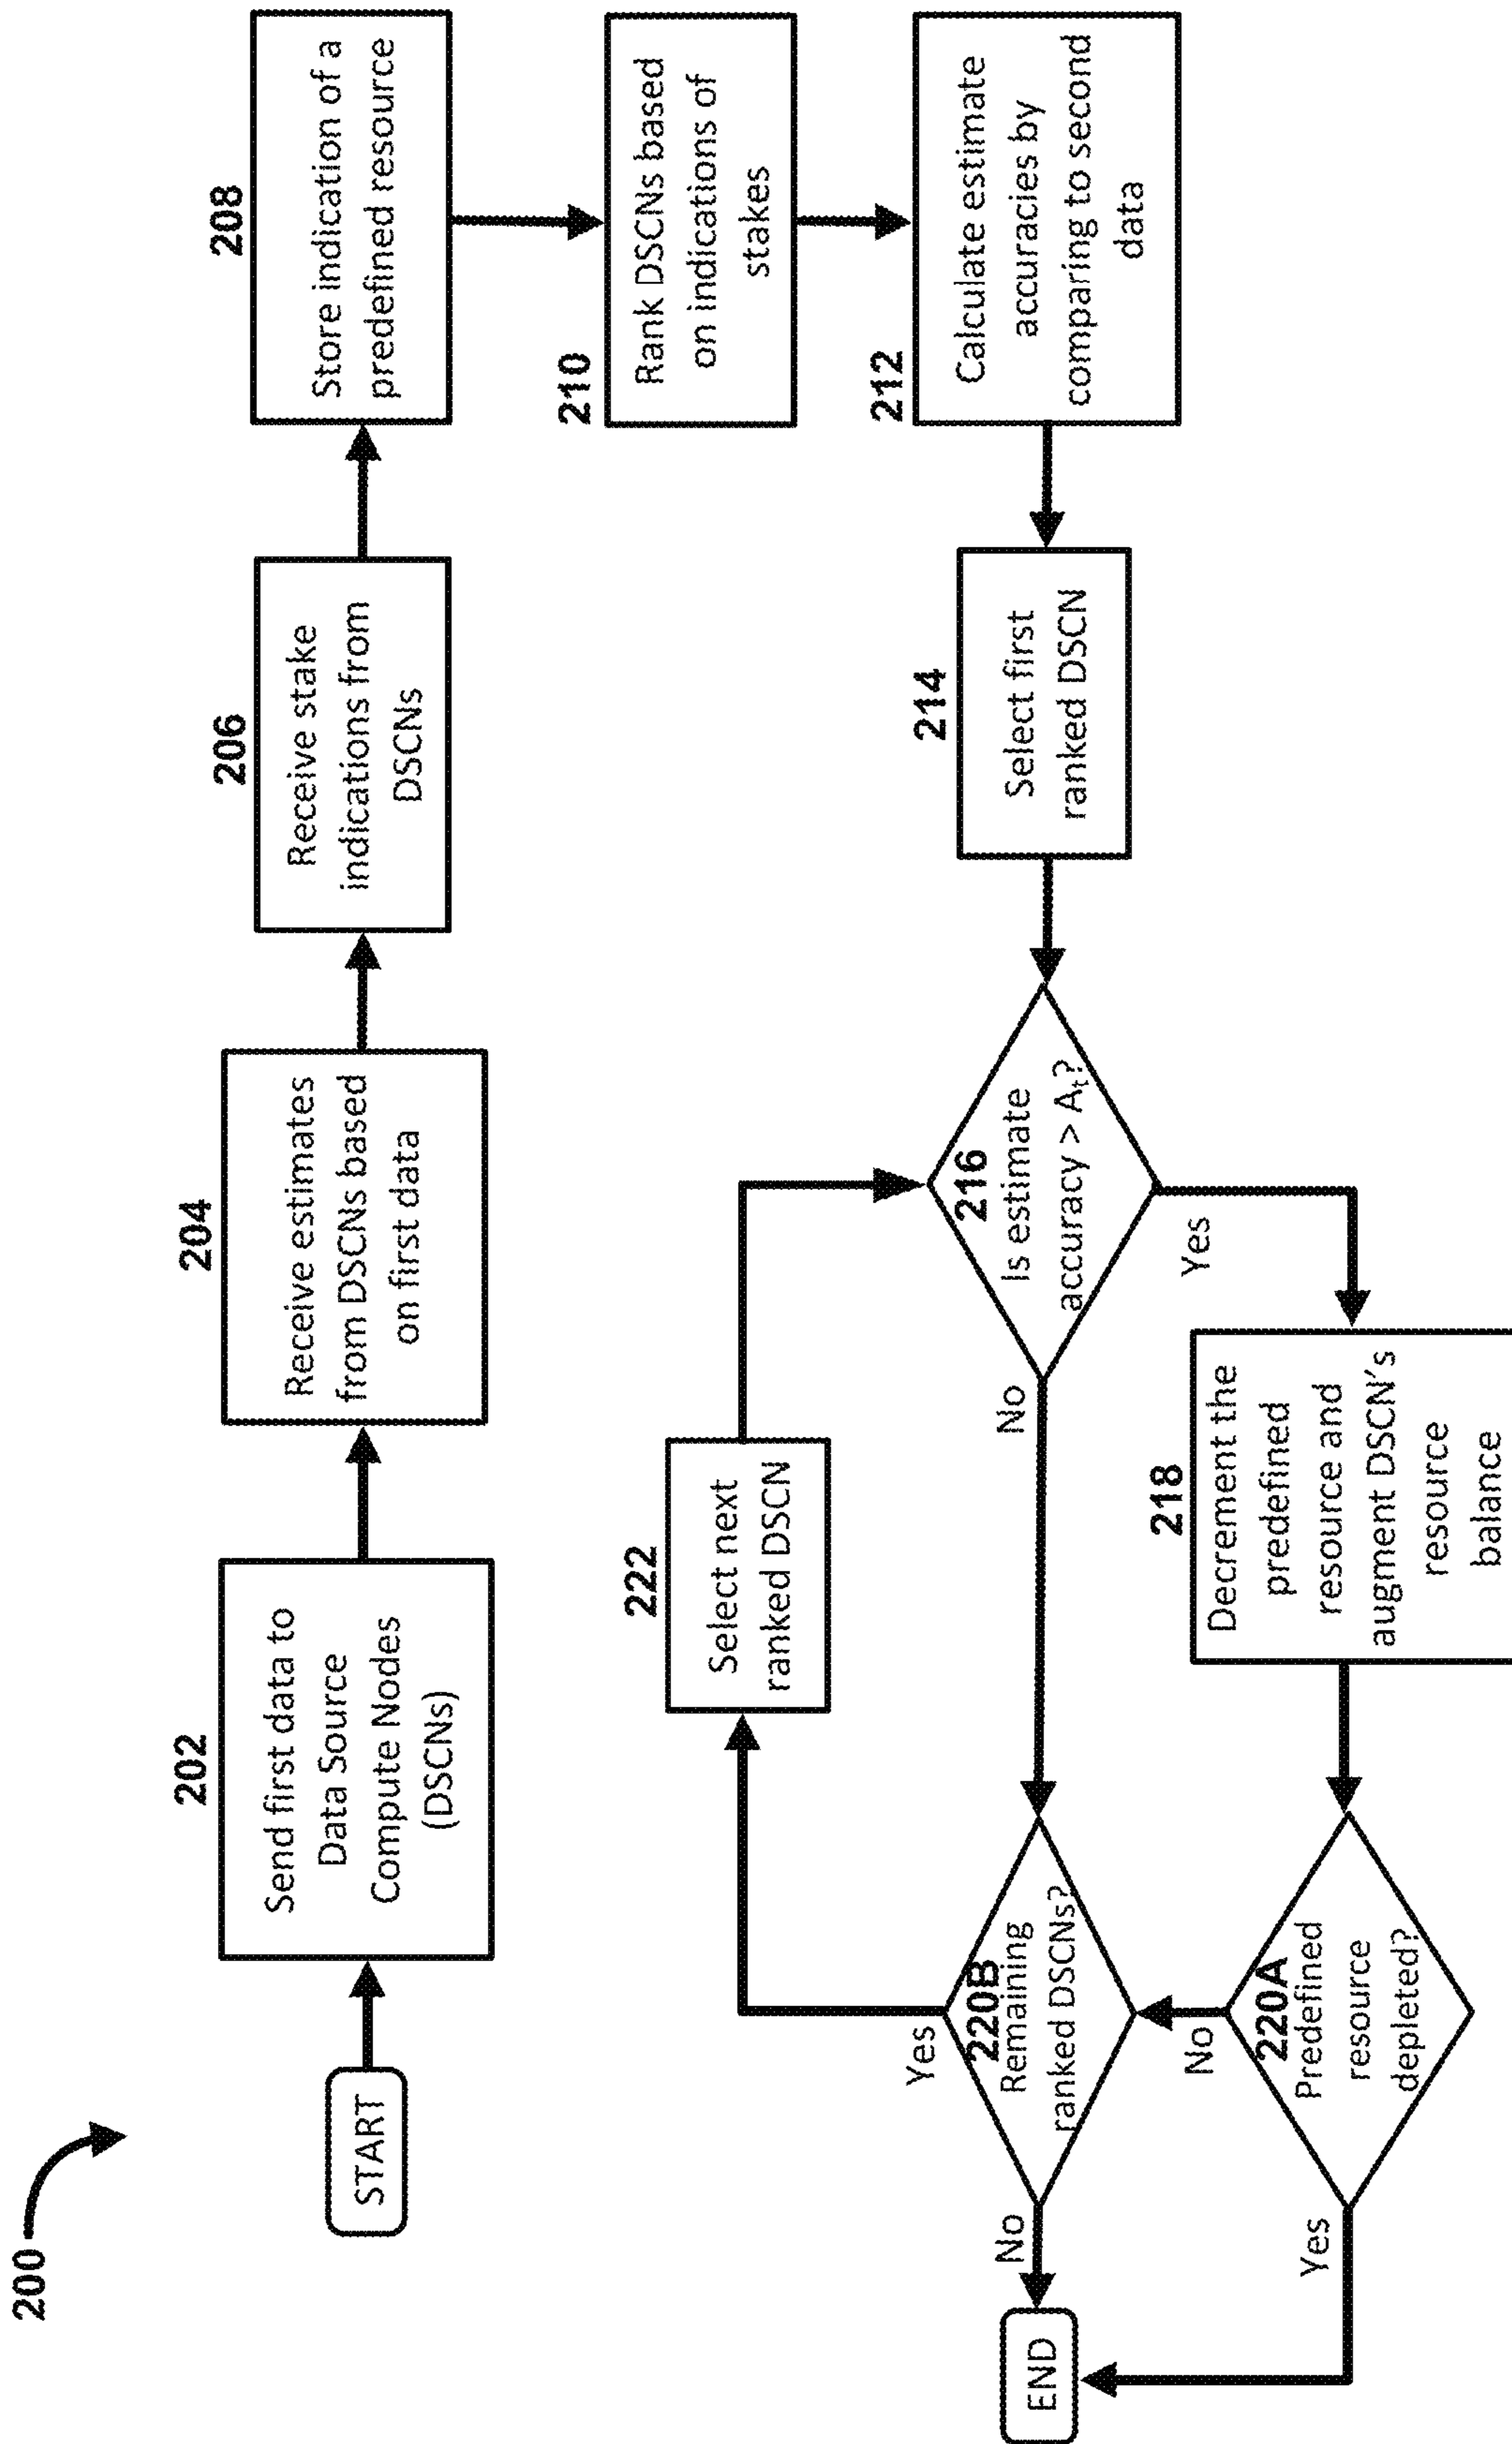 200
START
202
Send first data to
Data Source
Compute Nodes
(DSCNs)
204
Receive estimates
from DSCNs based
on first data
206
Receive stake
indications from
DSCNs
208
Store indication of a
predefined resource
210
Rank DSCNs based
on indications of
stakes
212
Calculate estimate
accuracies by
comparing to second
data
214
Select first
ranked DSCN
216
Is estimate
accuracy > Aₜ?
No
Yes
218
Decrement the
predefined
resource and
augment DSCN's
resource
balance
220A
Predefined
resource
depleted?
No
Yes
220B
Remaining
ranked DSCNs?
Yes
No
222
Select next
ranked DSCN
END